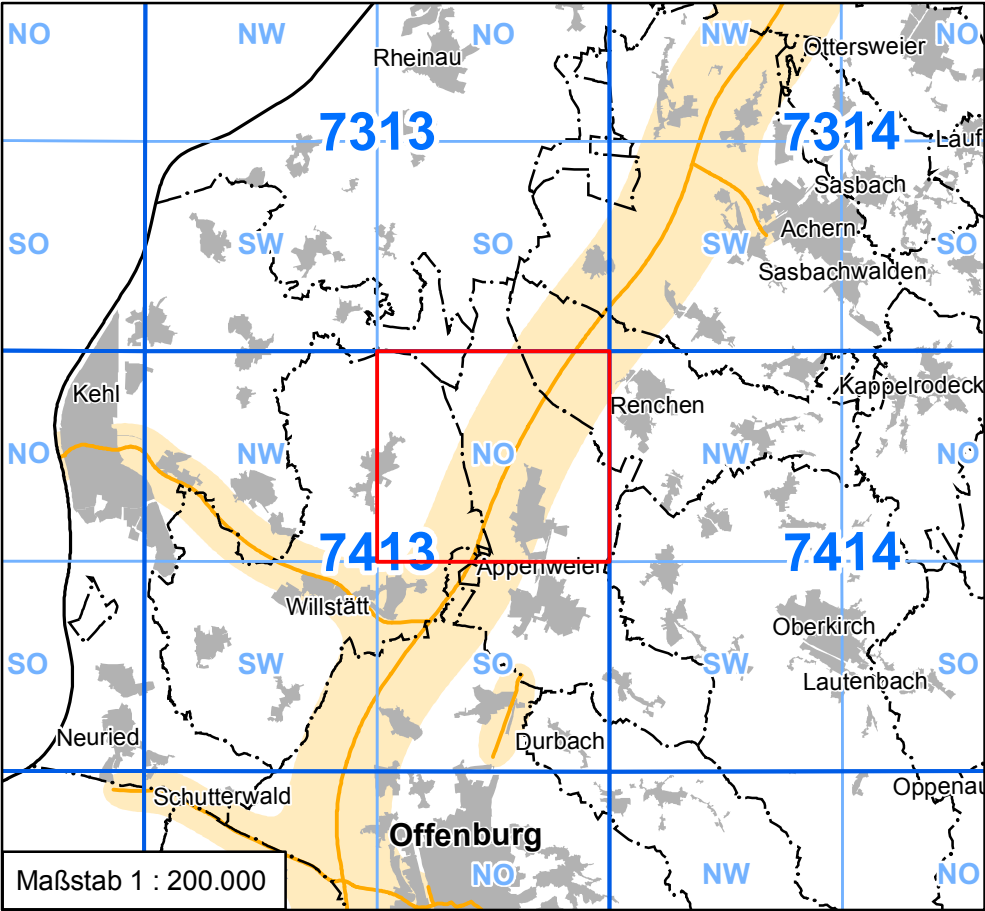 NO NW NO NW NO
Rheinau
Ottersweier
7313 7314
Lauf
Sasbach
Achern
SO SW SO SW SO
Sasbachwalden
Kehl
Kappelrodeck
Renchen
NO NW NO NW NO
7413 7414
Appenweier
Willstätt
Oberkirch
SO SW SO SW SO
Lautenbach
Neuried
Durbach
Schutterwald
Oppenau
Offenburg
Maßstab 1 : 200.000
NO NW NO